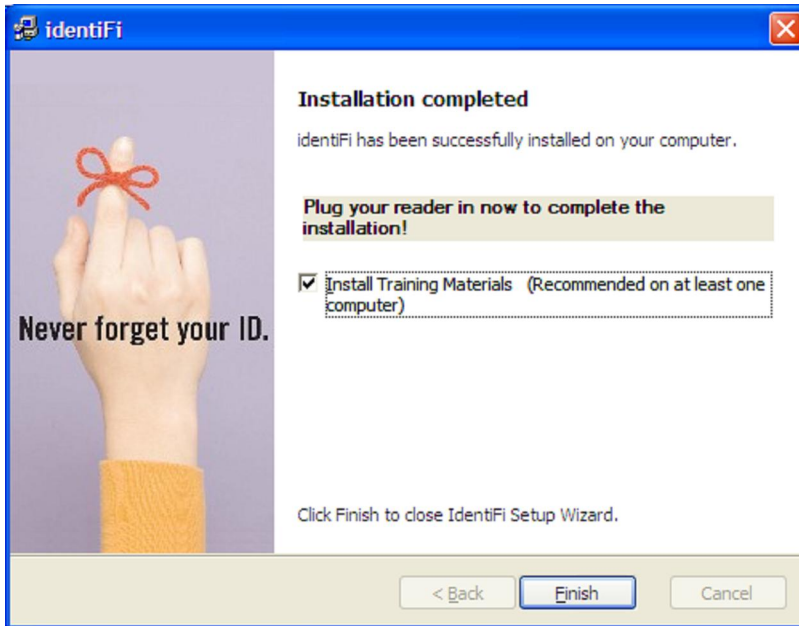 identiFi
Installation completed
identiFi has been successfully installed on your computer.
Plug your reader in now to complete the
installation!
Install Training Materials (Recommended on at least one
computer)
Never forget your ID.
Click Finish to close IdentiFi Setup Wizard.
< Back
Finish
Cancel